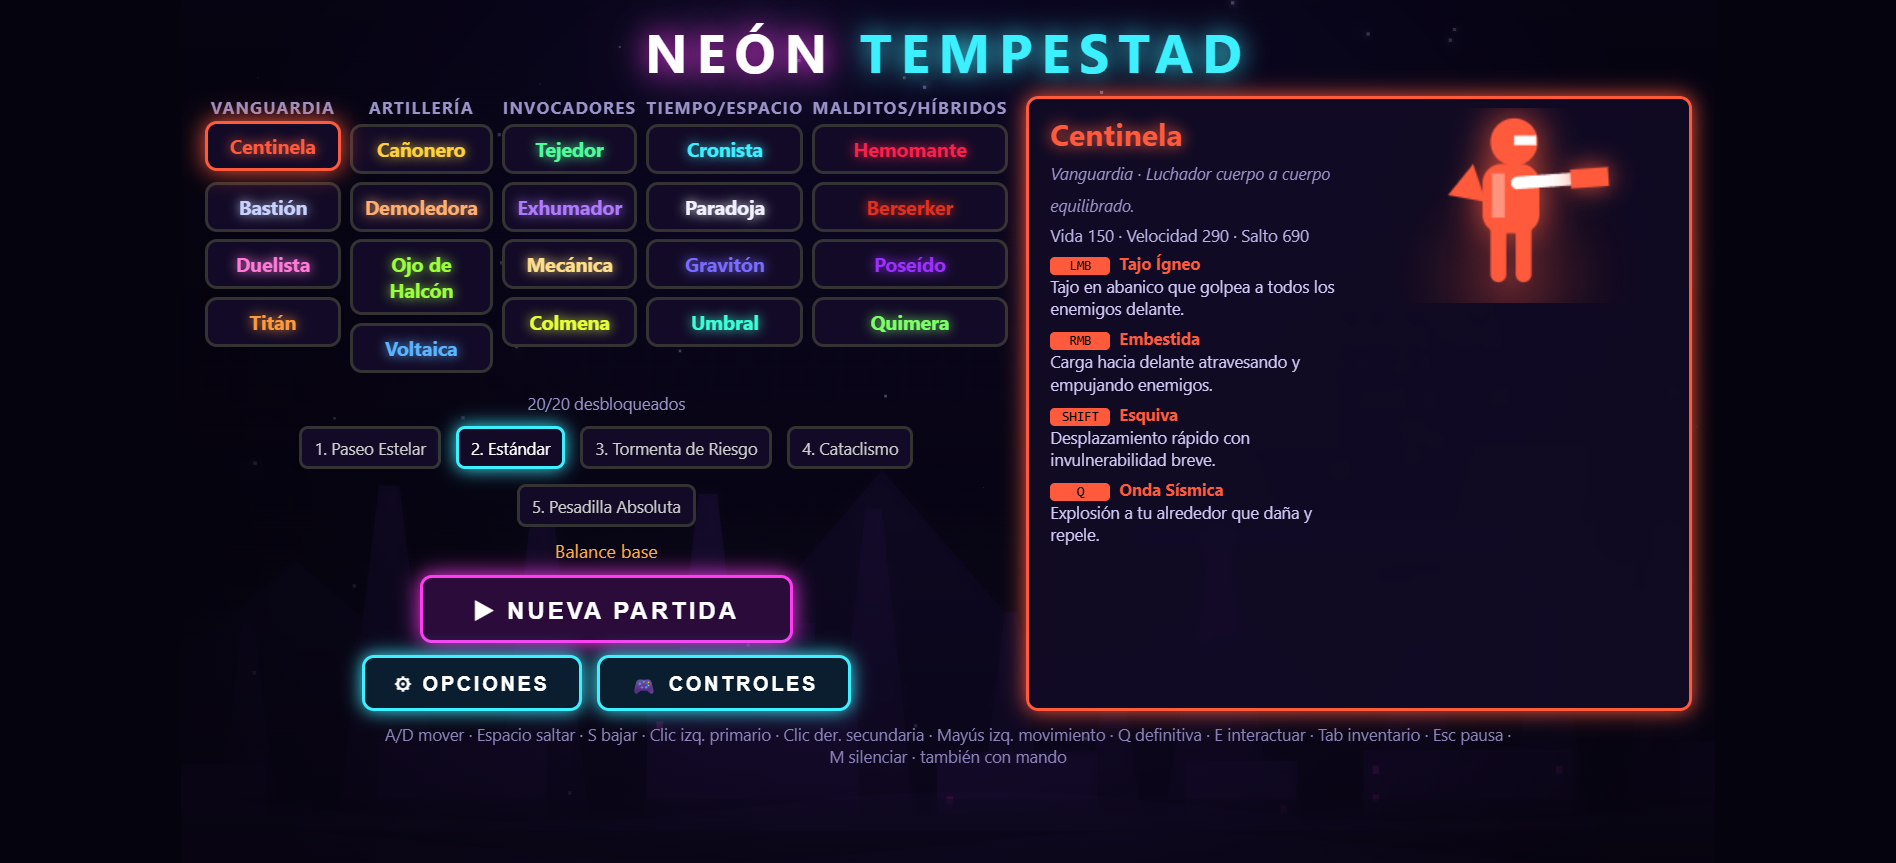 NEÓN TEMPESTAD
VANGUARDIA
Centinela
Bastión
Duelista
Titán
ARTILLERÍA
Cañonero
Demoledora
Ojo de
Halcón
Voltaica
INVOCADORES
Tejedor
Exhumador
Mecánica
Colmena
TIEMPO/ESPACIO
Cronista
Paradoja
Gravitón
Umbral
MALDITOS/HÍBRIDOS
Hemomante
Berserker
Poseído
Quimera
20/20 desbloqueados
1. Paseo Estelar
2. Estándar
3. Tormenta de Riesgo
4. Cataclismo
5. Pesadilla Absoluta
Balance base
▶ NUEVA PARTIDA
⚙ OPCIONES
🎮 CONTROLES
Centinela
Vanguardia · Luchador cuerpo a cuerpo
equilibrado.
Vida 150 · Velocidad 290 · Salto 690
LMB Tajo Ígneo
Tajo en abanico que golpea a todos los
enemigos delante.
RMB Embestida
Carga hacia delante atravesando y
empujando enemigos.
SHIFT Esquiva
Desplazamiento rápido con
invulnerabilidad breve.
Q Onda Sísmica
Explosión a tu alrededor que daña y
repele.
A/D mover · Espacio saltar · S bajar · Clic izq. primario · Clic der. secundaria · Mayús izq. movimiento · Q definitiva · E interactuar · Tab inventario · Esc pausa ·
M silenciar · también con mando